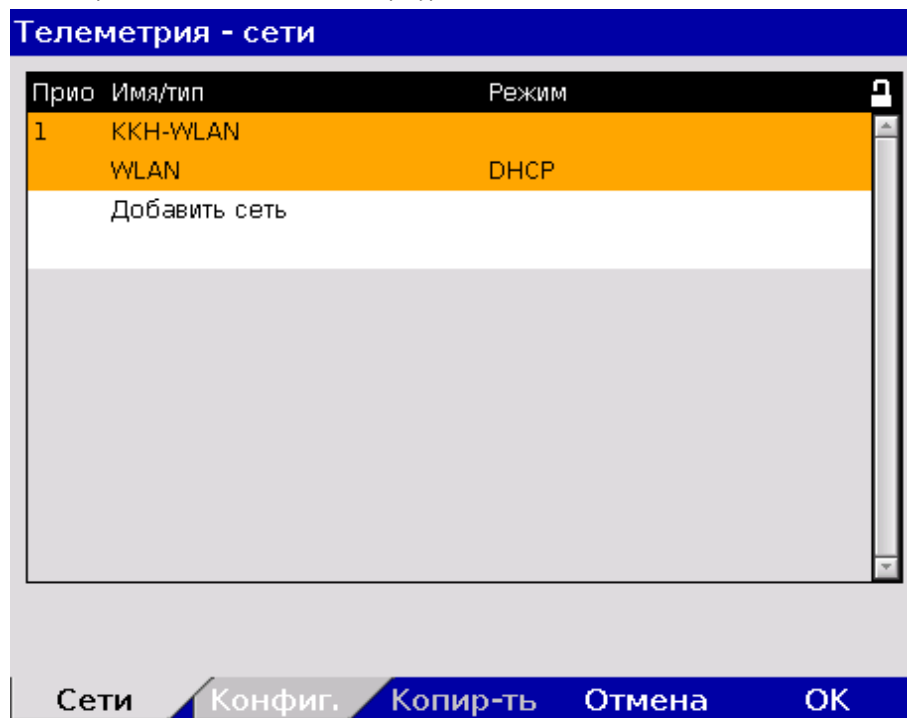 Телеметрия - сети
Прио Имя/тип Режим
1 KKH-WLAN
WLAN DHCP
Добавить сеть
Сети Конфиг. Копир-ть Отмена OK